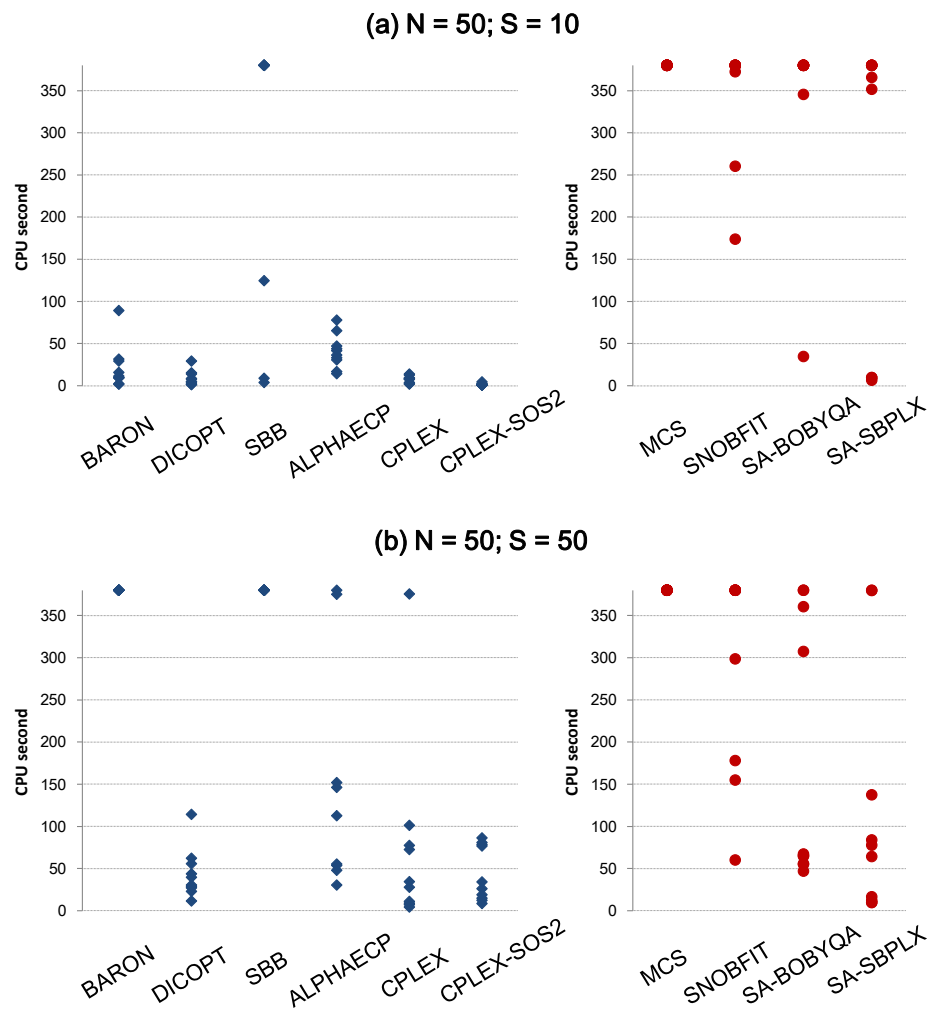 (a) N = 50; S = 10
CPU second
350
300
250
200
150
100
50
0
BARON
DICOPT
SBB
ALPHAECP
CPLEX
CPLEX-SOS2
CPU second
350
300
250
200
150
100
50
0
MCS
SNOBFIT
SA-BOBYQA
SA-SBPLX
(b) N = 50; S = 50
CPU second
350
300
250
200
150
100
50
0
BARON
DICOPT
SBB
ALPHAECP
CPLEX
CPLEX-SOS2
CPU second
350
300
250
200
150
100
50
0
MCS
SNOBFIT
SA-BOBYQA
SA-SBPLX